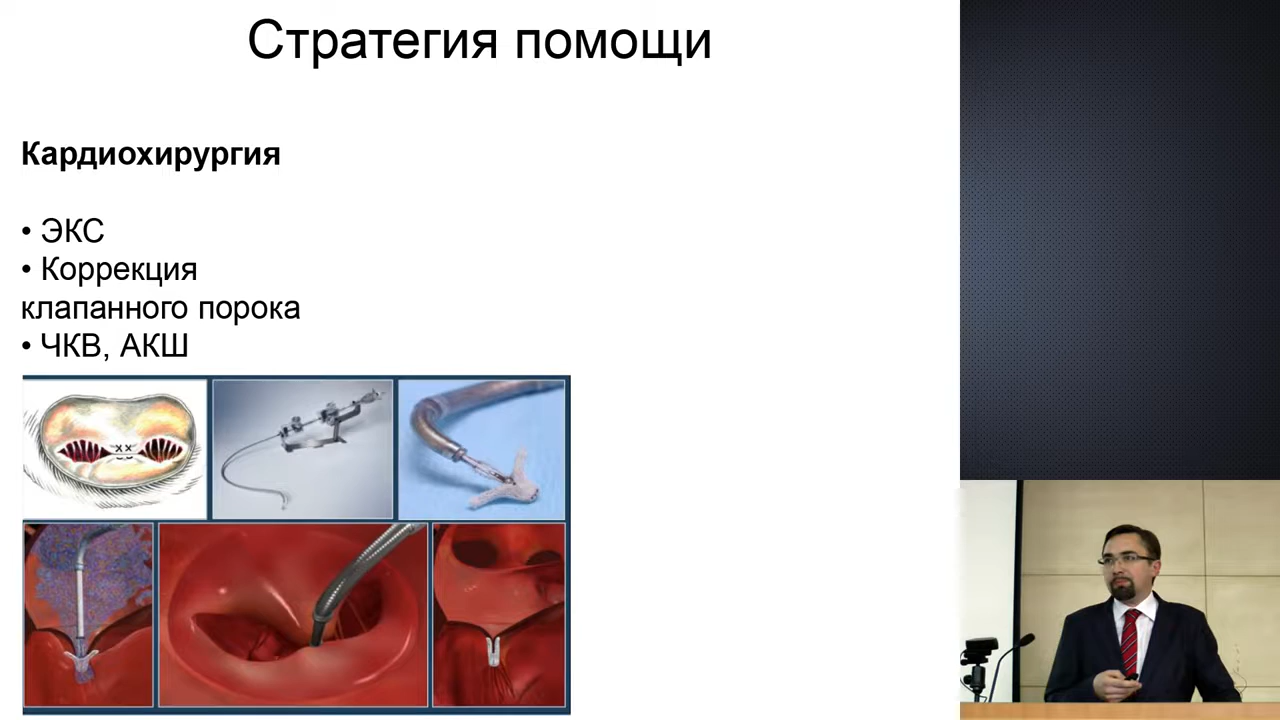 Стратегия помощи
Кардиохирургия
• ЭКС
• Коррекция
клапанного порока
• ЧКВ, АКШ